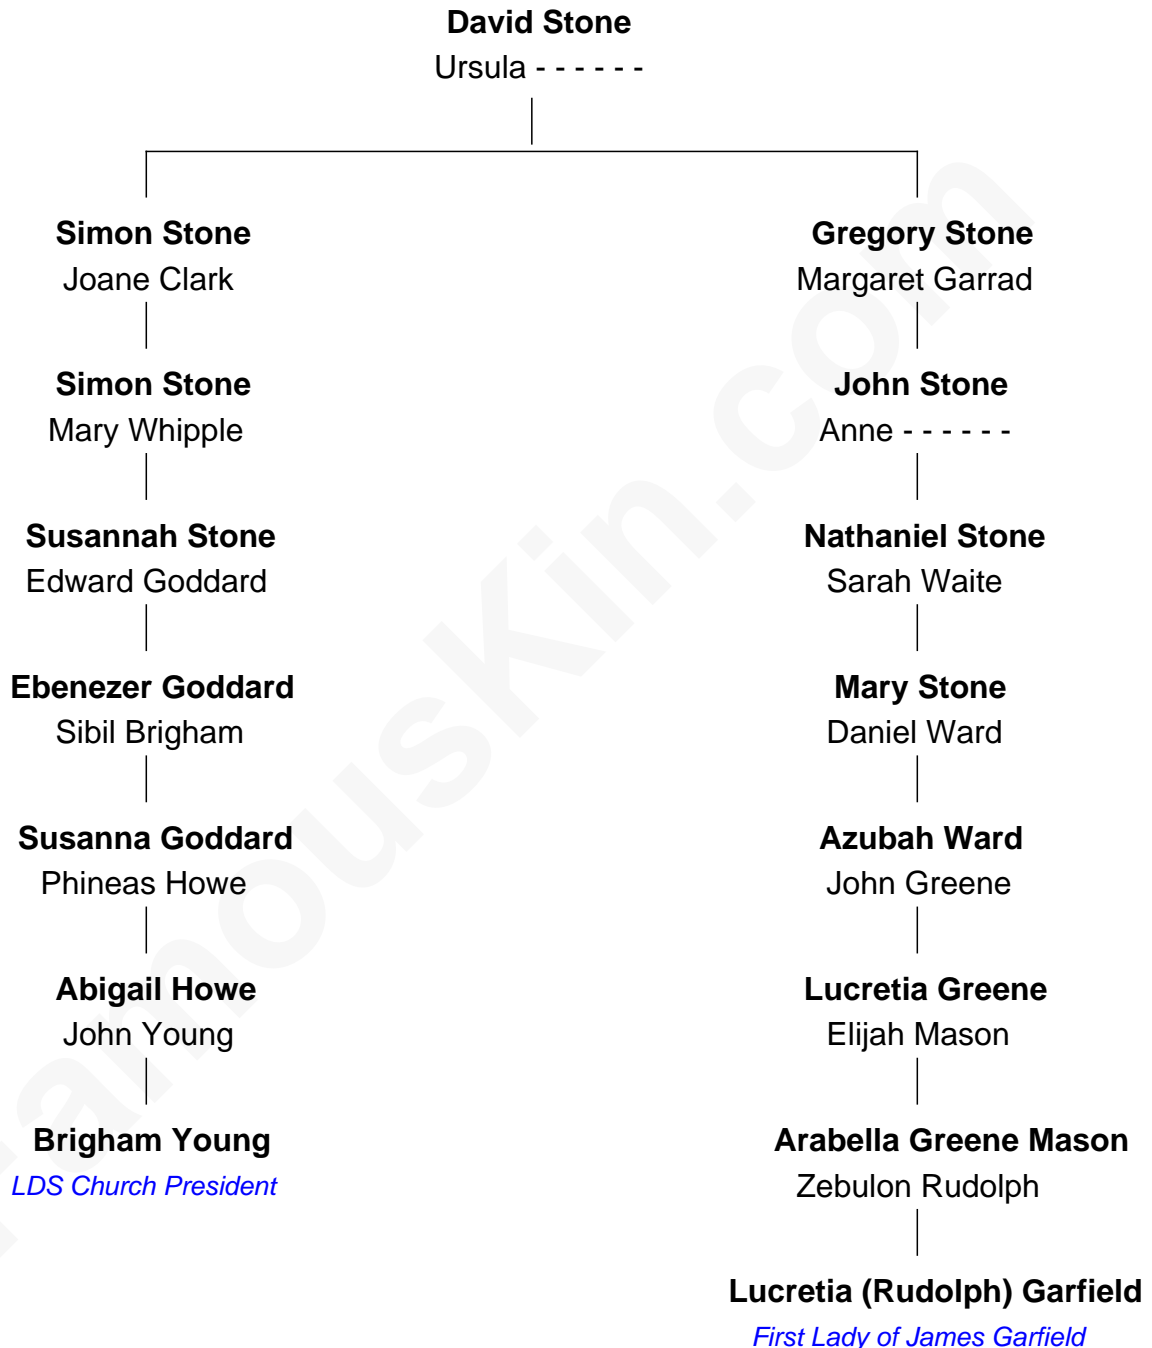 David Stone
Ursula - - - - - -
Simon Stone
Joane Clark
Gregory Stone
Margaret Garrad
Simon Stone
Mary Whipple
John Stone
Anne - - - - - -
Susannah Stone
Edward Goddard
Nathaniel Stone
Sarah Waite
Ebenezer Goddard
Sibil Brigham
Mary Stone
Daniel Ward
Susanna Goddard
Phineas Howe
Azubah Ward
John Greene
Abigail Howe
John Young
Lucretia Greene
Elijah Mason
Brigham Young
LDS Church President
Arabella Greene Mason
Zebulon Rudolph
Lucretia (Rudolph) Garfield
First Lady of James Garfield
FamousKin.com